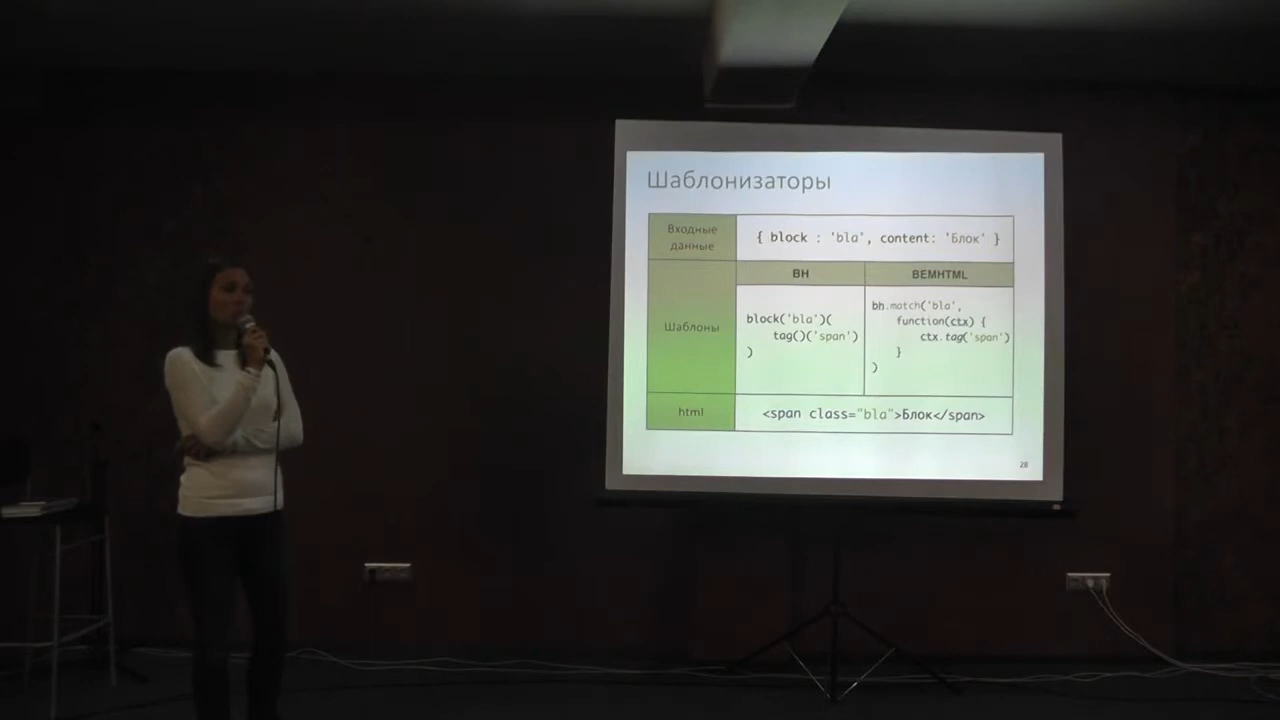 Шаблонизаторы
Входные
данные
{ block : 'bla', content: 'Блок' }
BH
BEMHTML
Шаблоны
block('bla')(
tag()('span')
)
bh.match('bla',
function(ctx) {
ctx.tag('span')
}
)
html
<span class="bla">Блок</span>
28